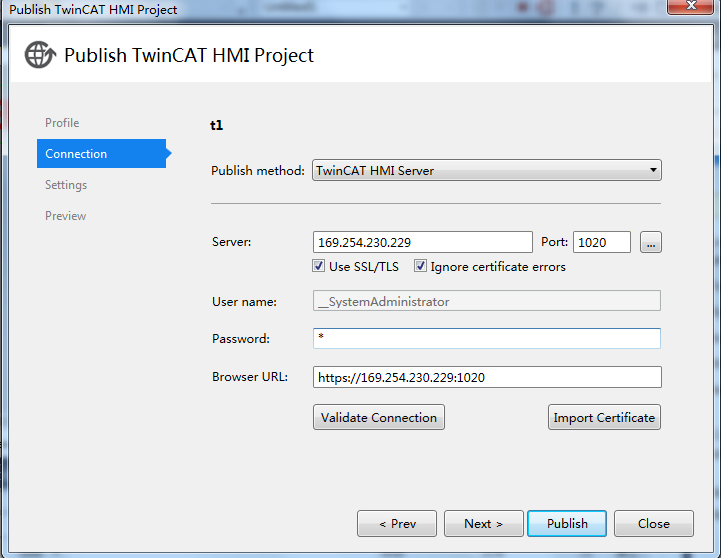 Publish TwinCAT HMI Project
Publish TwinCAT HMI Project
Profile
Connection
Settings
Preview
t1
Publish method: TwinCAT HMI Server
Server: 169.254.230.229 Port: 1020 ...
Use SSL/TLS Ignore certificate errors
User name: __SystemAdministrator
Password: *
Browser URL: https://169.254.230.229:1020
Validate Connection Import Certificate
< Prev Next > Publish Close